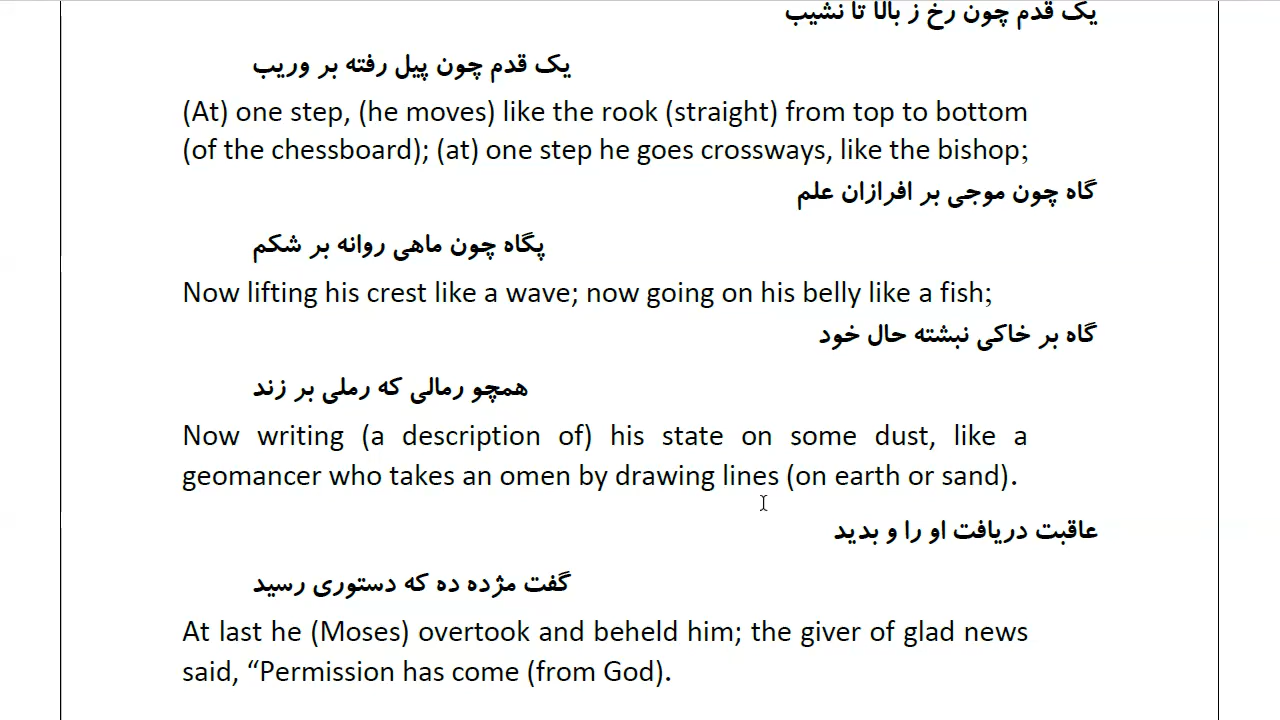 یک قدم چون رخ ز بالا تا نشیب
یک قدم چون پیل رفته بر وریب
(At) one step, (he moves) like the rook (straight) from top to bottom
(of the chessboard); (at) one step he goes crossways, like the bishop;
گاه چون موجی بر افرازان علم
پگاه چون ماهی روانه بر شکم
Now lifting his crest like a wave; now going on his belly like a fish;
گاه بر خاکی نبشته حال خود
همچو رمالی که رملی بر زند
Now writing (a description of) his state on some dust, like a
geomancer who takes an omen by drawing lines (on earth or sand).
عاقبت دریافت او را و بدید
گفت مژده ده که دستوری رسید
At last he (Moses) overtook and beheld him; the giver of glad news
said, “Permission has come (from God).